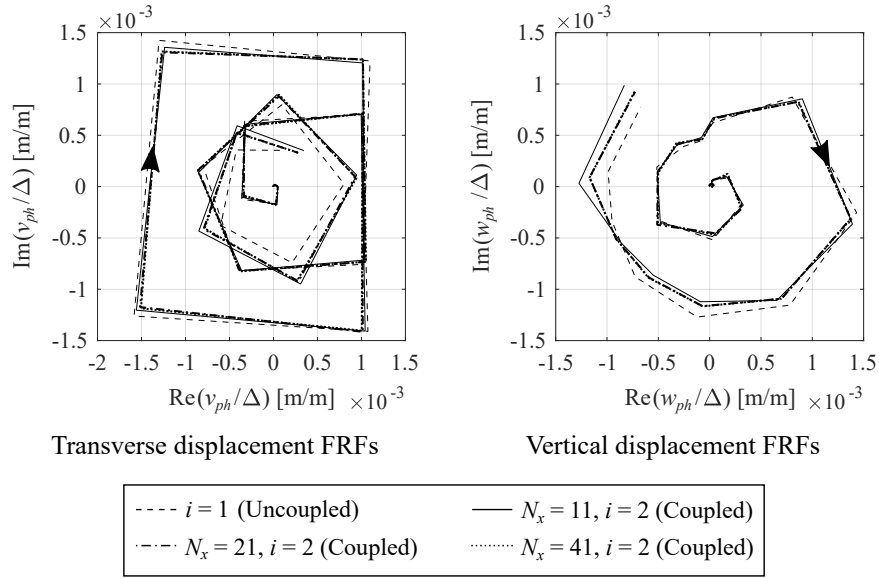 ×10⁻³
1.5
1
0.5
0
-0.5
-1
-1.5
Im(v_ph/Δ) [m/m]
-2 -1.5 -1 -0.5 0 0.5 1 1.5
Re(v_ph/Δ) [m/m] ×10⁻³
Transverse displacement FRFs
×10⁻³
1.5
1
0.5
0
-0.5
-1
-1.5
Im(w_ph/Δ) [m/m]
-1.5 -1 -0.5 0 0.5 1 1.5
Re(w_ph/Δ) [m/m] ×10⁻³
Vertical displacement FRFs
i = 1 (Uncoupled)
N_x = 11, i = 2 (Coupled)
N_x = 21, i = 2 (Coupled)
N_x = 41, i = 2 (Coupled)